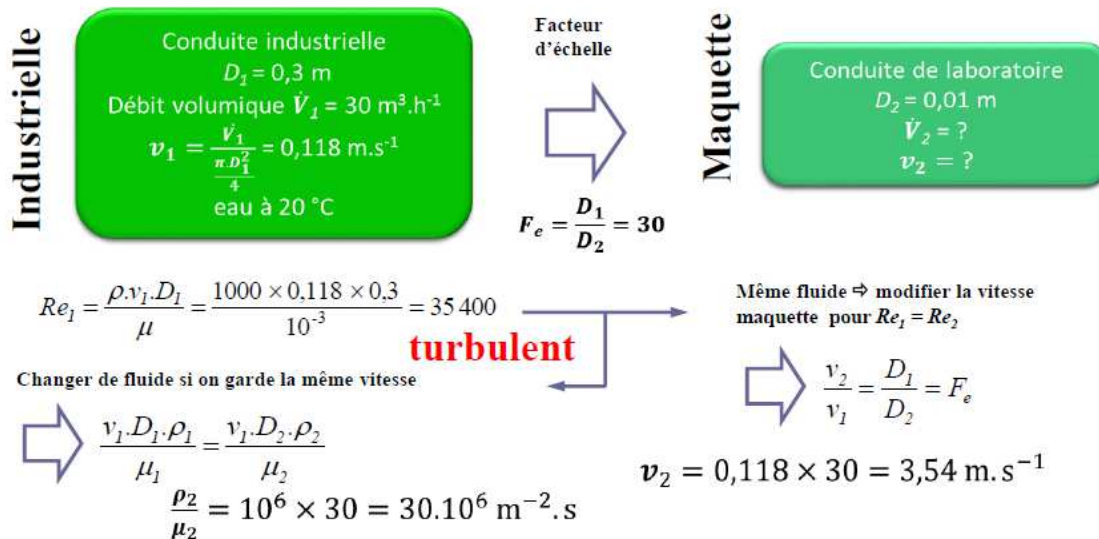 Industrielle
Conduite industrielle
D₁ = 0,3 m
Débit volumique V̇₁ = 30 m³.h⁻¹
v₁ = V̇₁ / (π.D₁²/4) = 0,118 m.s⁻¹
eau à 20 °C
Facteur
d'échelle
Fₑ = D₁/D₂ = 30
Maquette
Conduite de laboratoire
D₂ = 0,01 m
V̇₂ = ?
v₂ = ?
Re₁ = ρ.v₁.D₁/μ = (1000 × 0,118 × 0,3)/10⁻³ = 35 400
turbulent
Même fluide ⇨ modifier la vitesse
maquette pour Re₁ = Re₂
v₂/v₁ = D₁/D₂ = Fₑ
v₂ = 0,118 × 30 = 3,54 m.s⁻¹
Changer de fluide si on garde la même vitesse
v₁.D₁.ρ₁/μ₁ = v₁.D₂.ρ₂/μ₂
ρ₂/μ₂ = 10⁶ × 30 = 30.10⁶ m⁻².s